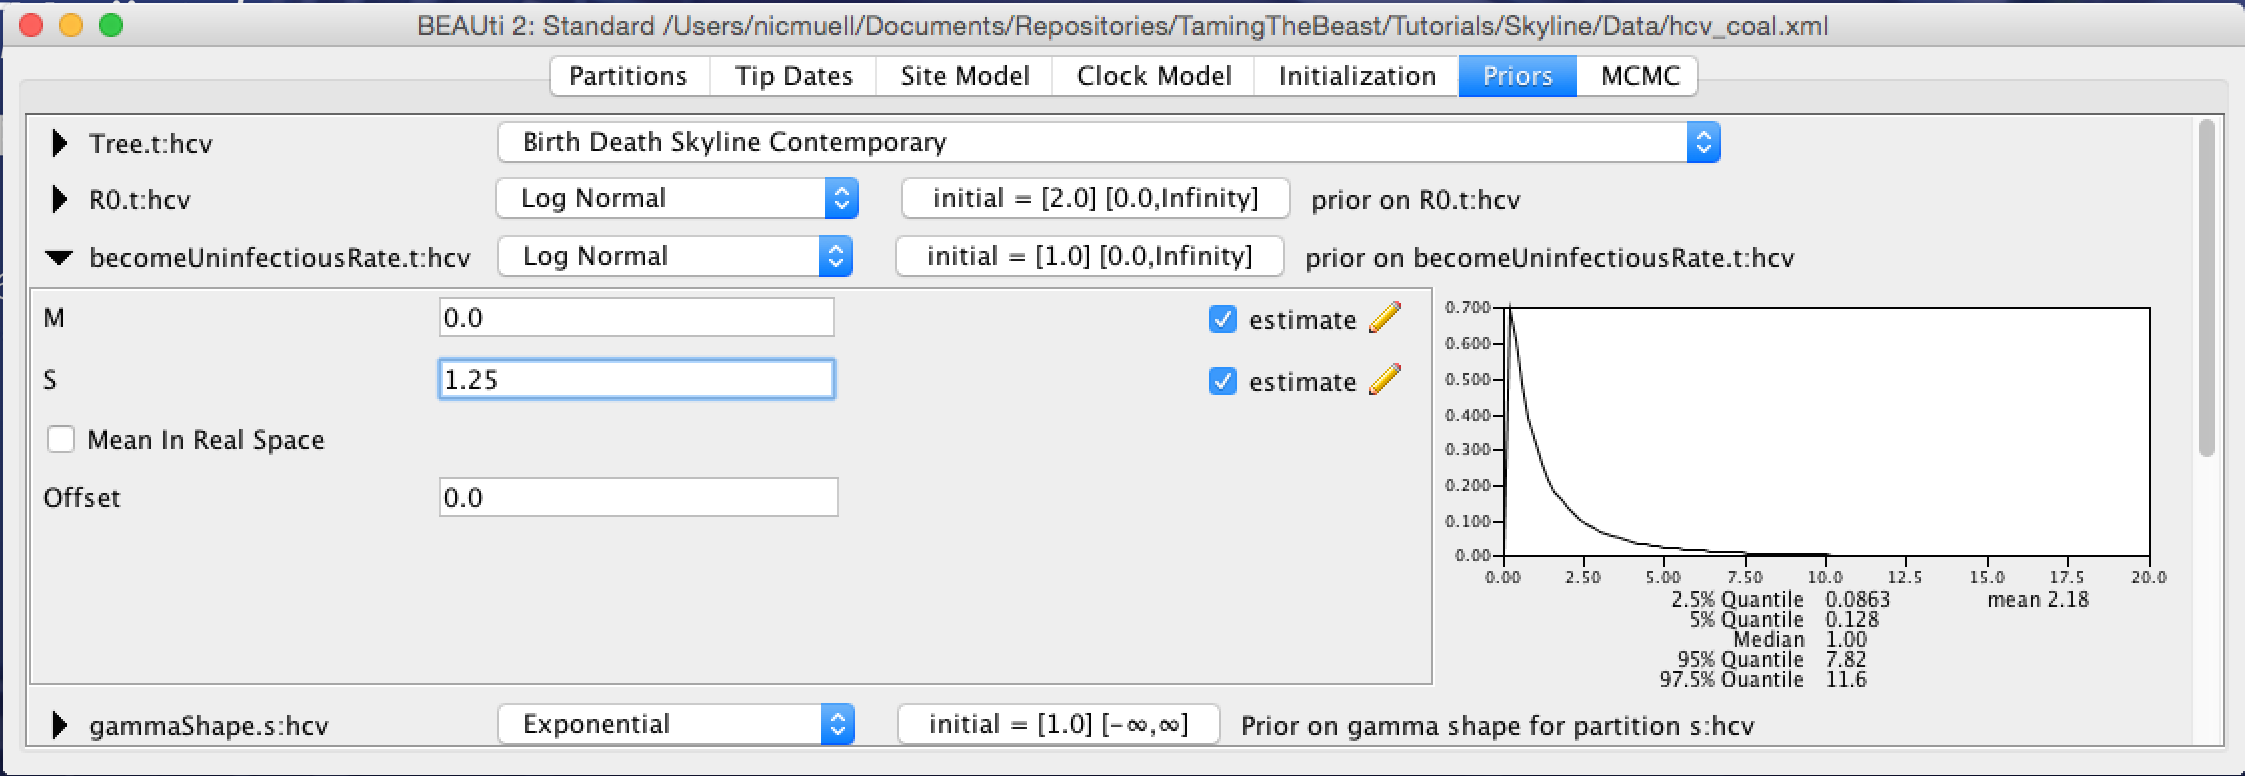 BEAUti 2: Standard /Users/nicmuell/Documents/Repositories/TamingTheBeast/Tutorials/Skyline/Data/hcv_coal.xml
Partitions Tip Dates Site Model Clock Model Initialization Priors MCMC
Tree.t:hcv Birth Death Skyline Contemporary
R0.t:hcv Log Normal initial = [2.0] [0.0,Infinity] prior on R0.t:hcv
becomeUninfectiousRate.t:hcv Log Normal initial = [1.0] [0.0,Infinity] prior on becomeUninfectiousRate.t:hcv
M 0.0 estimate
S 1.25 estimate
Mean In Real Space
Offset 0.0
0.700
0.600
0.500
0.400
0.300
0.200
0.100
0.00
0.00 2.50 5.00 7.50 10.0 12.5 15.0 17.5 20.0
2.5% Quantile 0.0863 mean 2.18
5% Quantile 0.128
Median 1.00
95% Quantile 7.82
97.5% Quantile 11.6
gammaShape.s:hcv Exponential initial = [1.0] [-∞,∞] Prior on gamma shape for partition s:hcv